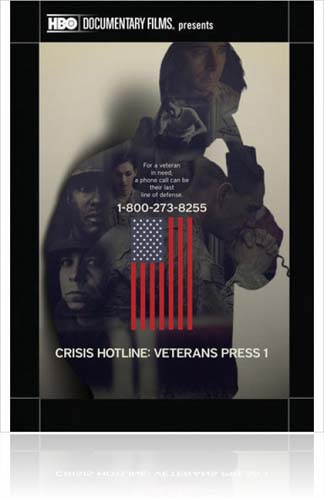 HBO DOCUMENTARY FILMS® presents
For a veteran
in need,
a phone call can be
their last
line of defense.
1-800-273-8255
CRISIS HOTLINE: VETERANS PRESS 1